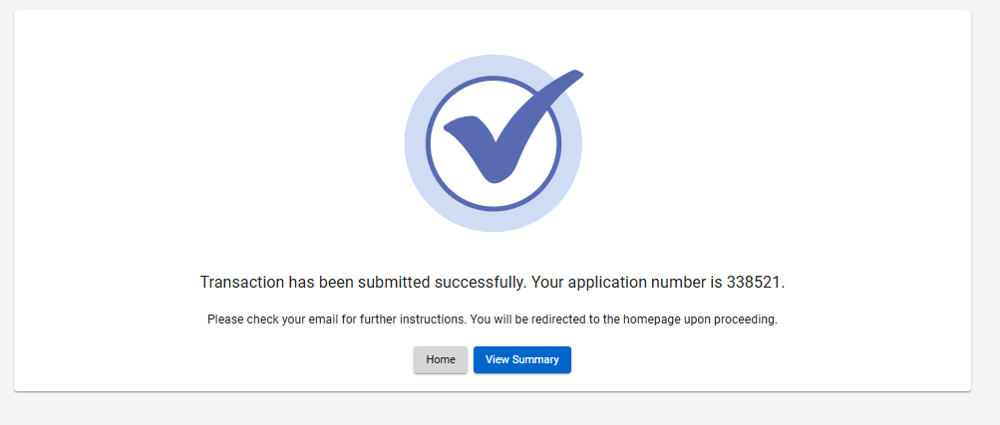 Transaction has been submitted successfully. Your application number is 338521.
Please check your email for further instructions. You will be redirected to the homepage upon proceeding.
Home View Summary